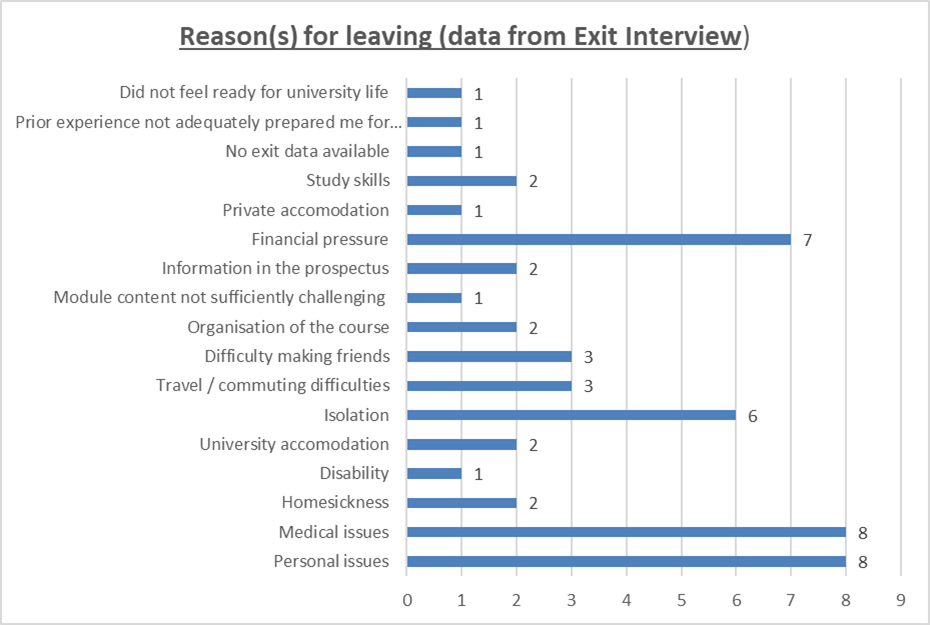 Reason(s) for leaving (data from Exit Interview)
Did not feel ready for university life 1
Prior experience not adequately prepared me for... 1
No exit data available 1
Study skills 2
Private accomodation 1
Financial pressure 7
Information in the prospectus 2
Module content not sufficiently challenging 1
Organisation of the course 2
Difficulty making friends 3
Travel / commuting difficulties 3
Isolation 6
University accomodation 2
Disability 1
Homesickness 2
Medical issues 8
Personal issues 8
0 1 2 3 4 5 6 7 8 9